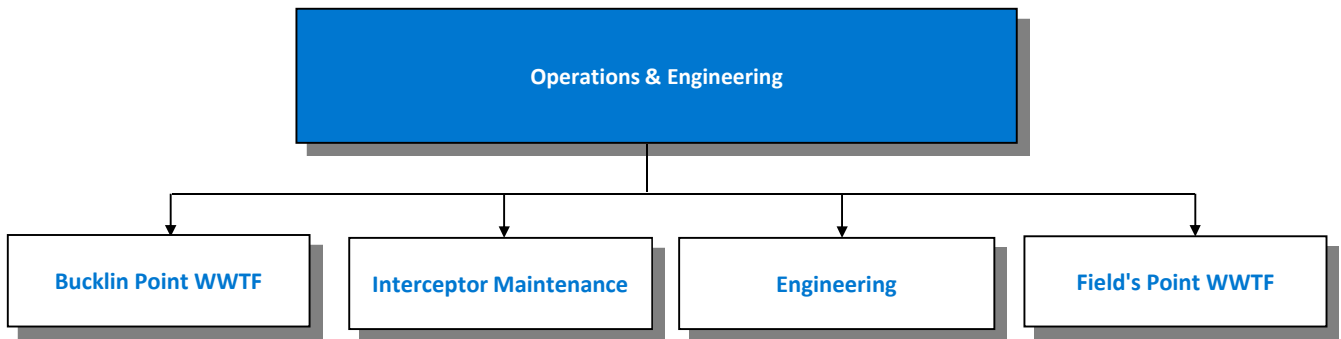 Operations & Engineering
Bucklin Point WWTF
Interceptor Maintenance
Engineering
Field's Point WWTF